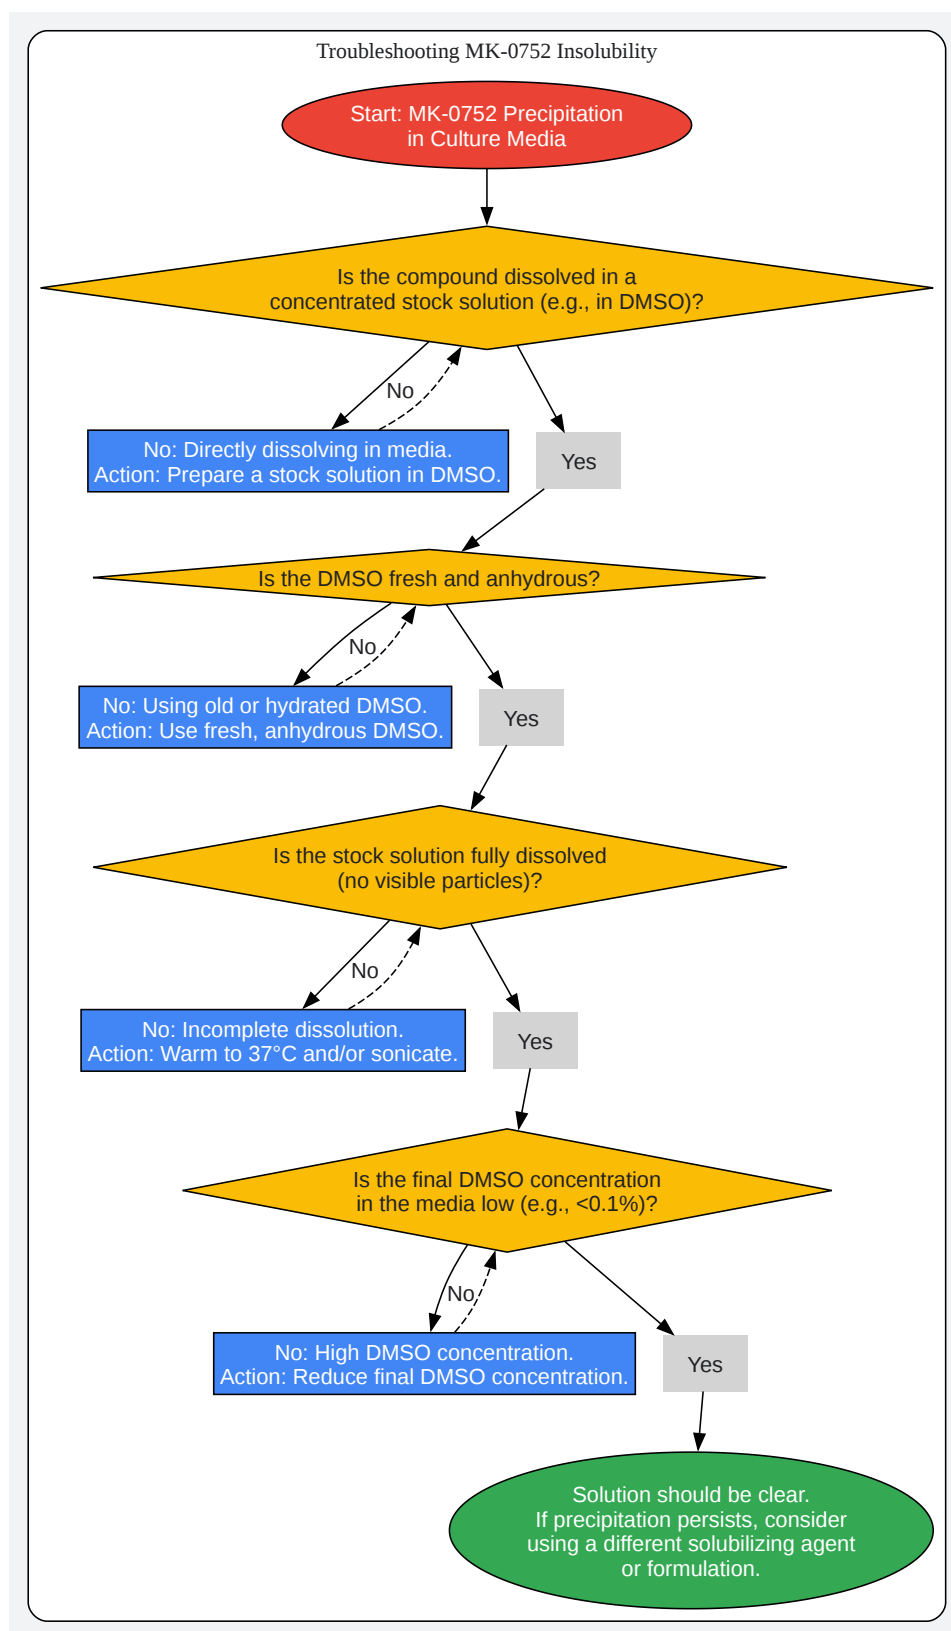 Troubleshooting MK-0752 Insolubility
Start: MK-0752 Precipitation
in Culture Media
Is the compound dissolved in a
concentrated stock solution (e.g., in DMSO)?
No
No: Directly dissolving in media.
Action: Prepare a stock solution in DMSO.
Yes
Is the DMSO fresh and anhydrous?
No
No: Using old or hydrated DMSO.
Action: Use fresh, anhydrous DMSO.
Yes
Is the stock solution fully dissolved
(no visible particles)?
No
No: Incomplete dissolution.
Action: Warm to 37°C and/or sonicate.
Yes
Is the final DMSO concentration
in the media low (e.g., <0.1%)?
No
No: High DMSO concentration.
Action: Reduce final DMSO concentration.
Yes
Solution should be clear.
If precipitation persists, consider
using a different solubilizing agent
or formulation.